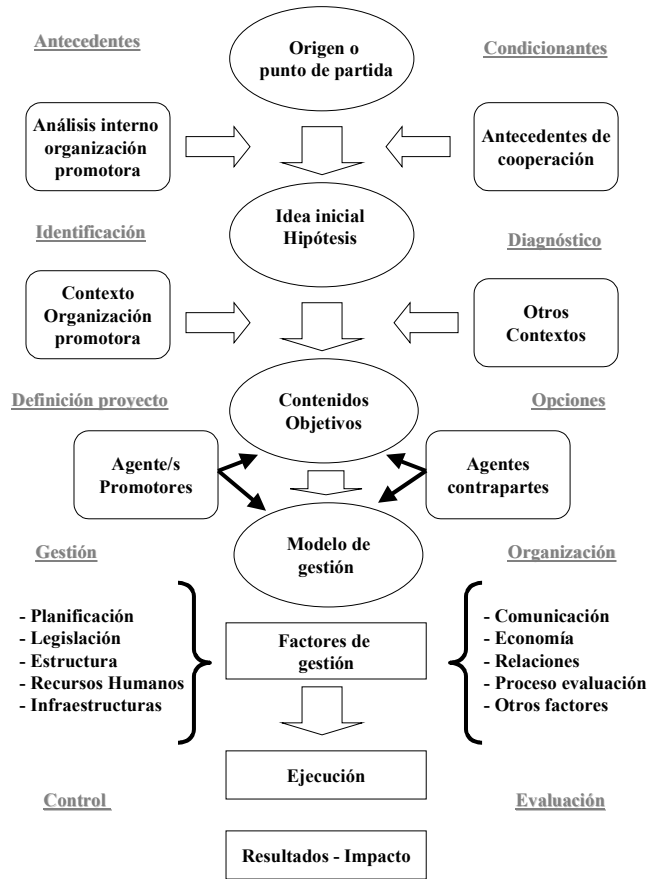 Antecedentes
Origen o
punto de partida
Condicionantes
Análisis interno
organización
promotora
Antecedentes de
cooperación
Idea inicial
Hipótesis
Identificación
Diagnóstico
Contexto
Organización
promotora
Otros
Contextos
Definición proyecto
Contenidos
Objetivos
Opciones
Agente/s
Promotores
Agentes
contrapartes
Modelo de
gestión
Gestión
Organización
- Planificación
- Legislación
- Estructura
- Recursos Humanos
- Infraestructuras
Factores de
gestión
- Comunicación
- Economía
- Relaciones
- Proceso evaluación
- Otros factores
Ejecución
Control
Evaluación
Resultados - Impacto